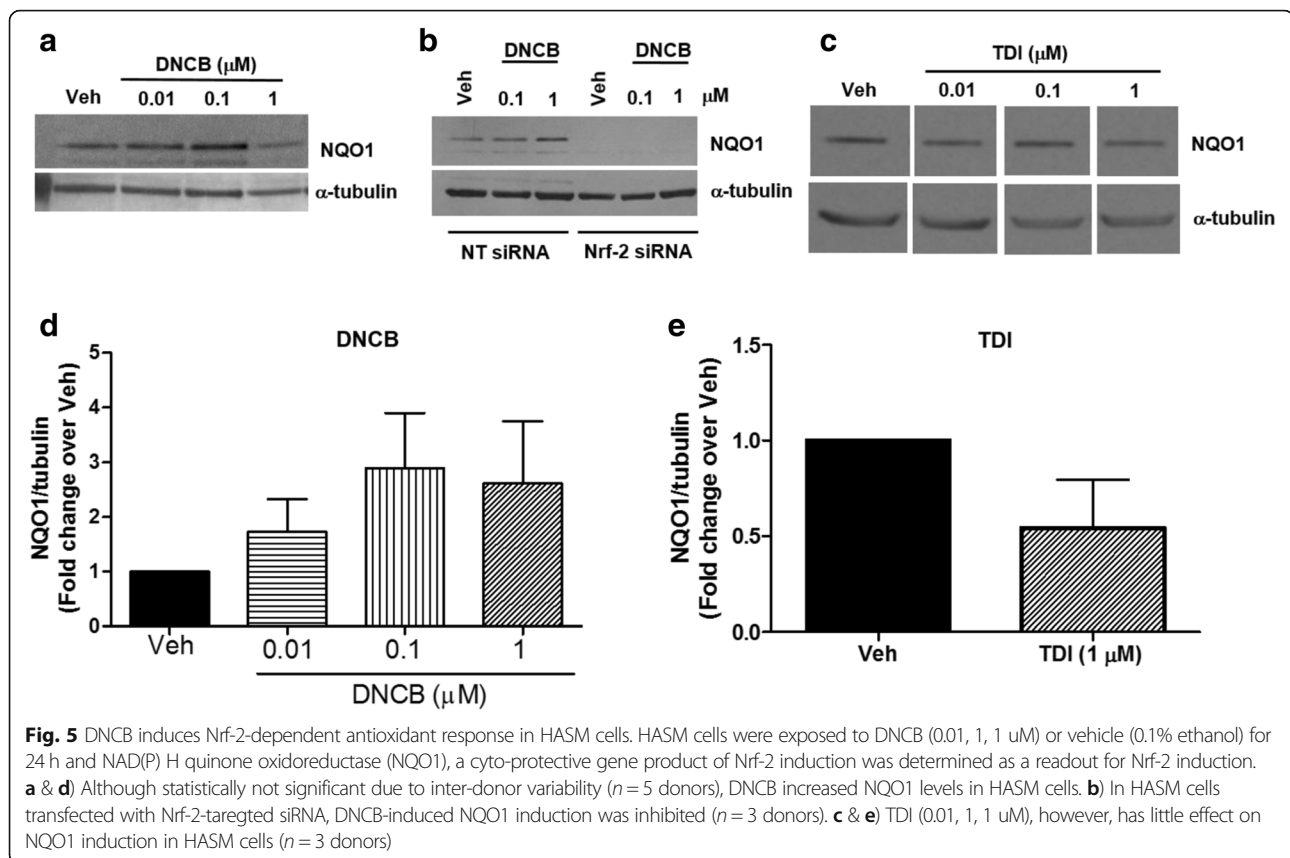 a
DNCB (μM)
Veh 0.01 0.1 1
NQO1
α-tubulin
b
DNCB DNCB
Veh 0.1 1 Veh 0.1 1 μM
NQO1
α-tubulin
NT siRNA Nrf-2 siRNA
c
TDI (μM)
Veh 0.01 0.1 1
NQO1
α-tubulin
d
DNCB
NQO1/tubulin
(Fold change over Veh)
5
4
3
2
1
0
Veh 0.01 0.1 1
DNCB (μM)
e
TDI
NQO1/tubulin
(Fold change over Veh)
1.5
1.0
0.5
0.0
Veh TDI (1 μM)
Fig. 5 DNCB induces Nrf-2-dependent antioxidant response in HASM cells. HASM cells were exposed to DNCB (0.01, 1, 1 uM) or vehicle (0.1% ethanol) for
24 h and NAD(P) H quinone oxidoreductase (NQO1), a cyto-protective gene product of Nrf-2 induction was determined as a readout for Nrf-2 induction.
a & d) Although statistically not significant due to inter-donor variability (n = 5 donors), DNCB increased NQO1 levels in HASM cells. b) In HASM cells
transfected with Nrf-2-taregted siRNA, DNCB-induced NQO1 induction was inhibited (n = 3 donors). c & e) TDI (0.01, 1, 1 uM), however, has little effect on
NQO1 induction in HASM cells (n = 3 donors)